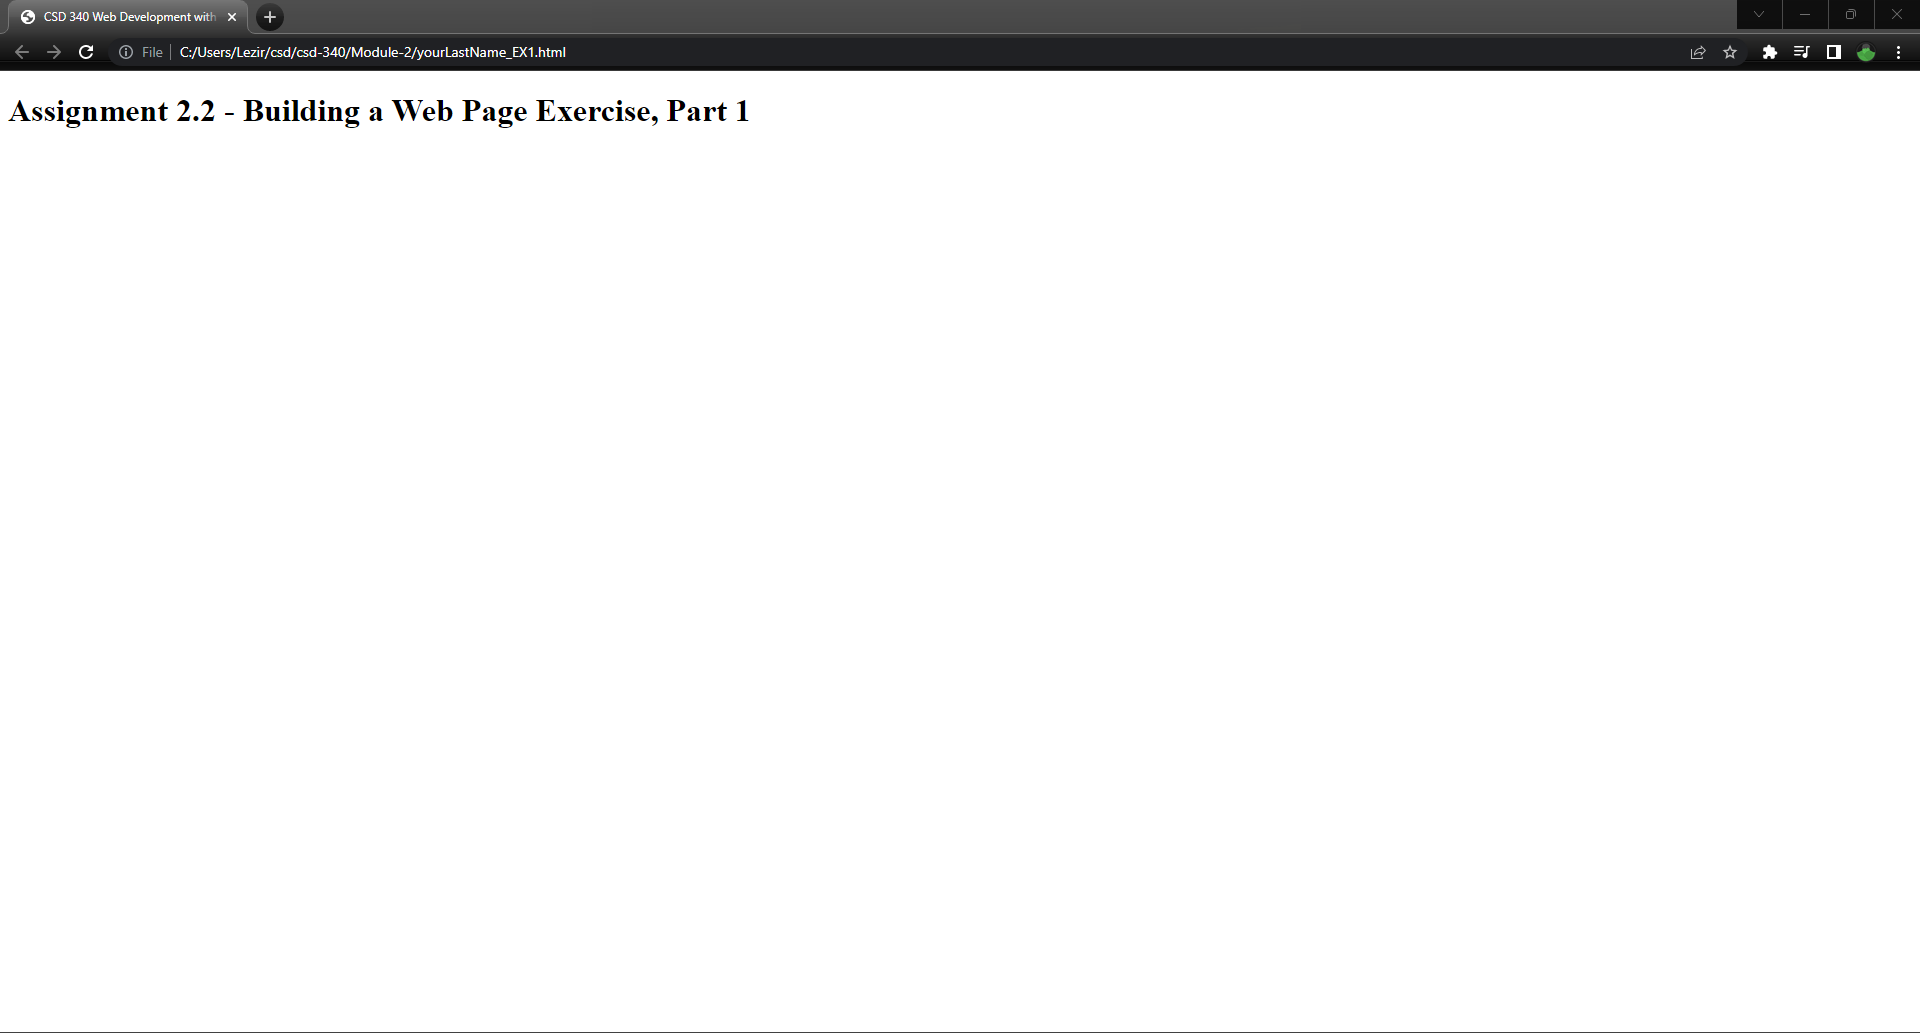 CSD 340 Web Development with
File
C:/Users/Lezir/csd/csd-340/Module-2/yourLastName_EX1.html
Assignment 2.2 - Building a Web Page Exercise, Part 1